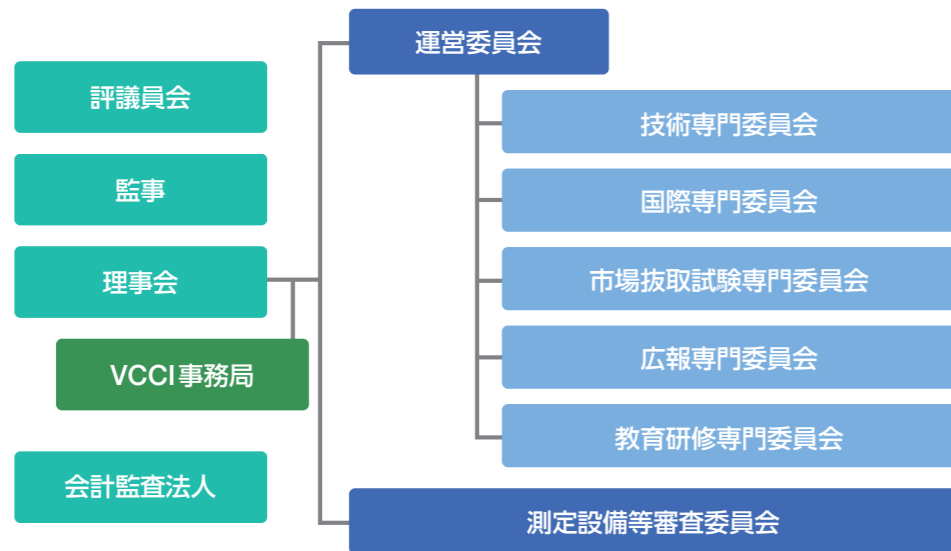 評議員会
監事
理事会
VCCI事務局
会計監査法人
運営委員会
技術専門委員会
国際専門委員会
市場抜取試験専門委員会
広報専門委員会
教育研修専門委員会
測定設備等審査委員会